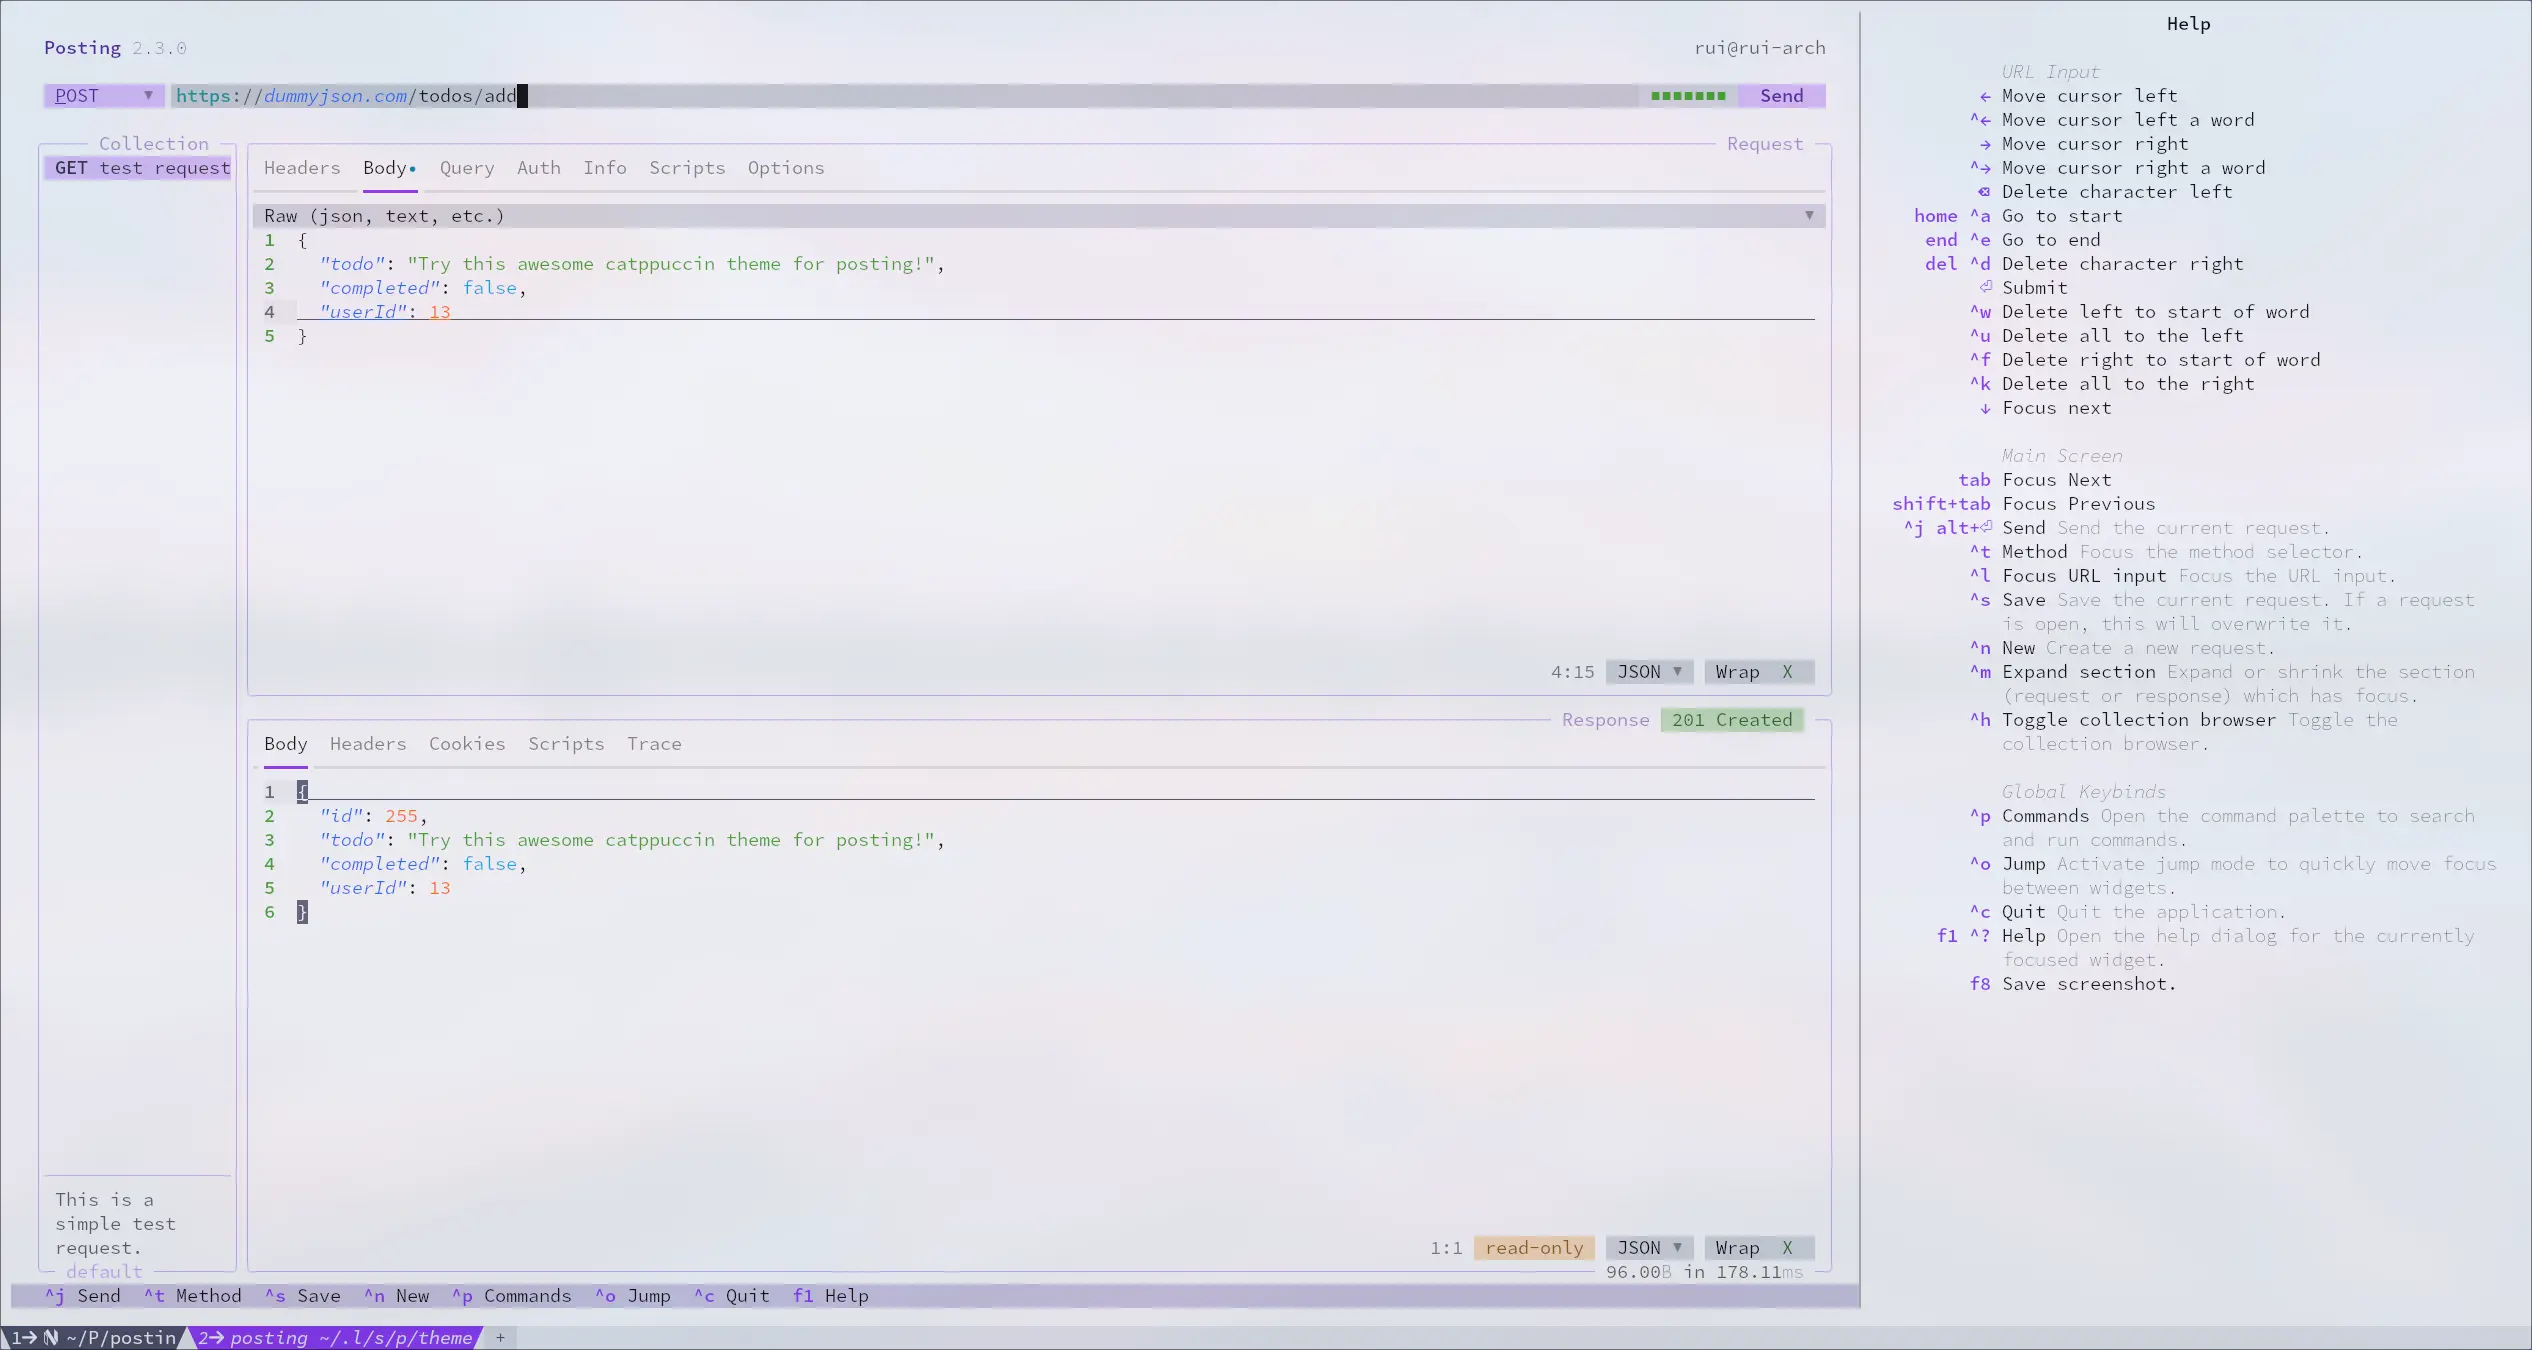 Posting 2.3.0
rui@rui-arch
POST ▼ https://dummyjson.com/todos/add
Send
Collection
GET test request
This is a
simple test
request.
default
Request
Headers Body• Query Auth Info Scripts Options
Raw (json, text, etc.) ▼
1 {
2 "todo": "Try this awesome catppuccin theme for posting!",
3 "completed": false,
4 "userId": 13
5 }
4:15 JSON ▼ Wrap X
Response 201 Created
Body Headers Cookies Scripts Trace
1 {
2 "id": 255,
3 "todo": "Try this awesome catppuccin theme for posting!",
4 "completed": false,
5 "userId": 13
6 }
1:1 read-only JSON ▼ Wrap X
96.00B in 178.11ms
^j Send ^t Method ^s Save ^n New ^p Commands ^o Jump ^c Quit f1 Help
Help
URL Input
← Move cursor left
^← Move cursor left a word
→ Move cursor right
^→ Move cursor right a word
⌫ Delete character left
home ^a Go to start
end ^e Go to end
del ^d Delete character right
⏎ Submit
^w Delete left to start of word
^u Delete all to the left
^f Delete right to start of word
^k Delete all to the right
↓ Focus next
Main Screen
tab Focus Next
shift+tab Focus Previous
^j alt+⏎ Send Send the current request.
^t Method Focus the method selector.
^l Focus URL input Focus the URL input.
^s Save Save the current request. If a request
is open, this will overwrite it.
^n New Create a new request.
^m Expand section Expand or shrink the section
(request or response) which has focus.
^h Toggle collection browser Toggle the
collection browser.
Global Keybinds
^p Commands Open the command palette to search
and run commands.
^o Jump Activate jump mode to quickly move focus
between widgets.
^c Quit Quit the application.
f1 ^? Help Open the help dialog for the currently
focused widget.
f8 Save screenshot.
1→ N ~/P/postin 2→ posting ~/.l/s/p/theme +